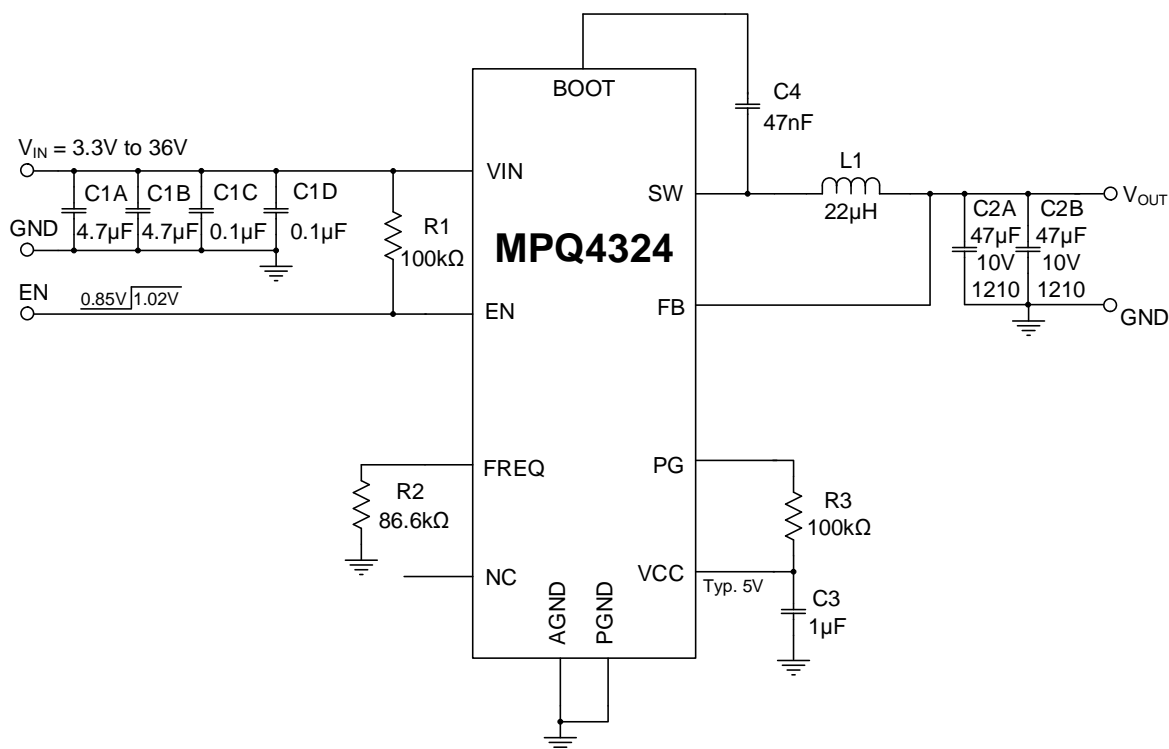 BOOT
C4
47nF
V_IN = 3.3V to 36V
VIN
C1A
4.7µF
C1B
4.7µF
C1C
0.1µF
C1D
0.1µF
GND
R1
100kΩ
EN
0.85V
1.02V
EN
MPQ4324
SW
L1
22µH
V_OUT
C2A
47µF
10V
1210
C2B
47µF
10V
1210
GND
FB
FREQ
R2
86.6kΩ
NC
PG
R3
100kΩ
VCC
Typ. 5V
C3
1µF
AGND
PGND